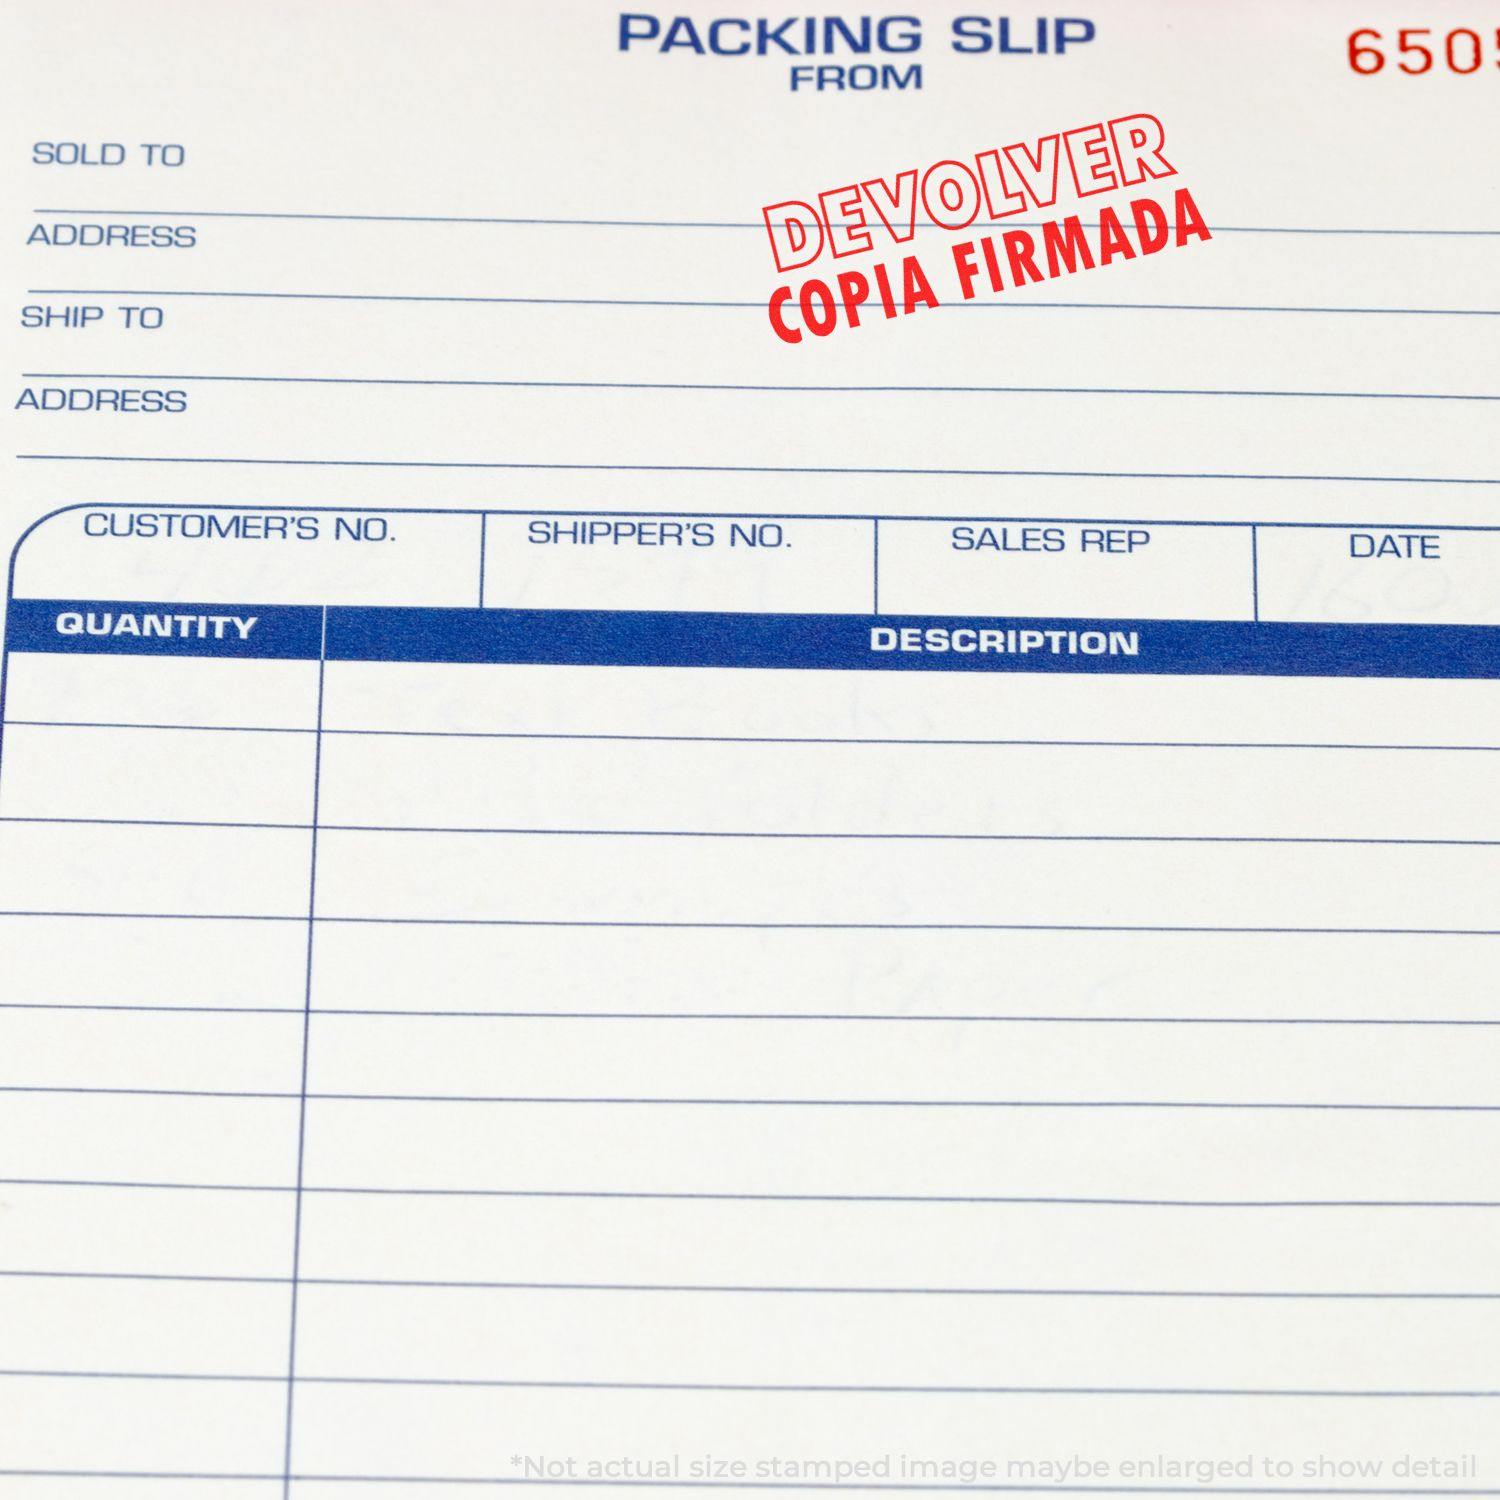 PACKING SLIP
FROM
650
SOLD TO
DEVOLVER
COPIA FIRMADA
ADDRESS
SHIP TO
ADDRESS
CUSTOMER'S NO. SHIPPER'S NO. SALES REP DATE
QUANTITY DESCRIPTION
*Not actual size stamped image maybe enlarged to show detail